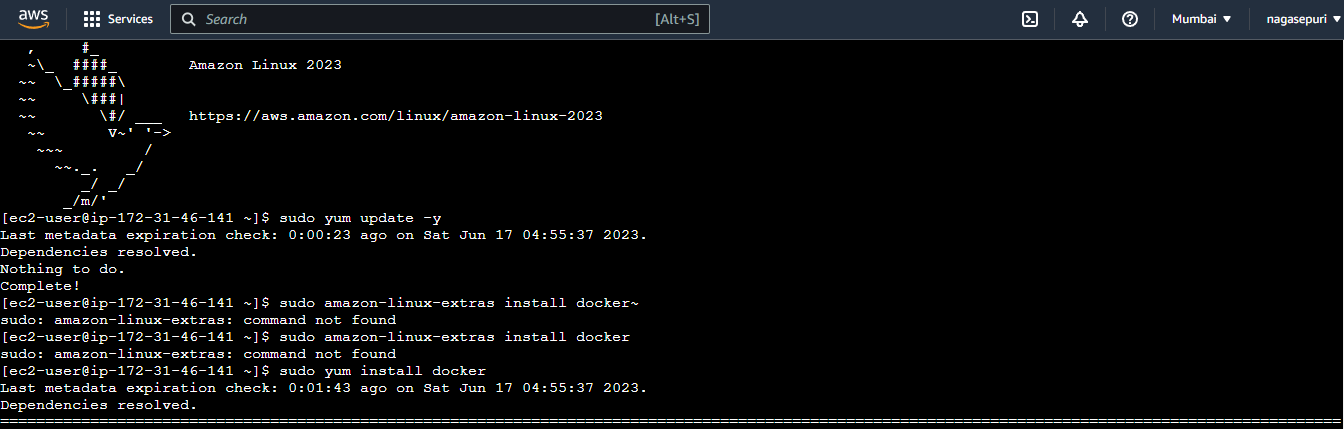 aws
Services
Search
[Alt+S]
Mumbai
nagasepuri
,     #_
~\_  ####_        Amazon Linux 2023
~~  \_#####\
~~     \###|
~~       \#/ ___   https://aws.amazon.com/linux/amazon-linux-2023
~~       V~' '->
~~~         /
~~._.   _/
_/ _/
_/m/'
[ec2-user@ip-172-31-46-141 ~]$ sudo yum update -y
Last metadata expiration check: 0:00:23 ago on Sat Jun 17 04:55:37 2023.
Dependencies resolved.
Nothing to do.
Complete!
[ec2-user@ip-172-31-46-141 ~]$ sudo amazon-linux-extras install docker~
sudo: amazon-linux-extras: command not found
[ec2-user@ip-172-31-46-141 ~]$ sudo amazon-linux-extras install docker
sudo: amazon-linux-extras: command not found
[ec2-user@ip-172-31-46-141 ~]$ sudo yum install docker
Last metadata expiration check: 0:01:43 ago on Sat Jun 17 04:55:37 2023.
Dependencies resolved.